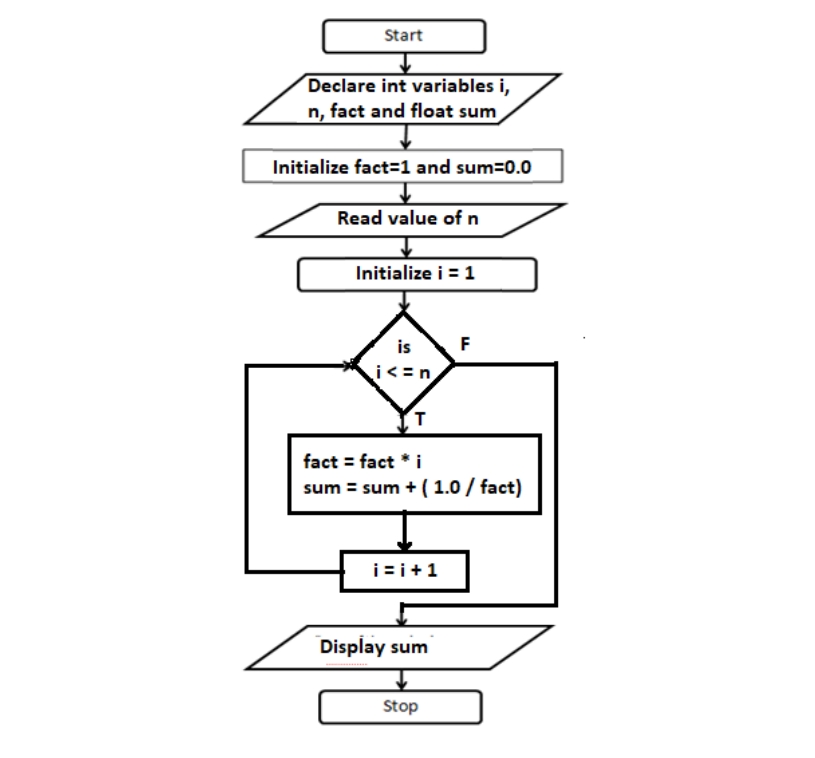 Start
Declare int variables i,
n, fact and float sum
Initialize fact=1 and sum=0.0
Read value of n
Initialize i = 1
is
i < = n
F
T
fact = fact * i
sum = sum + ( 1.0 / fact)
i = i + 1
Display sum
Stop